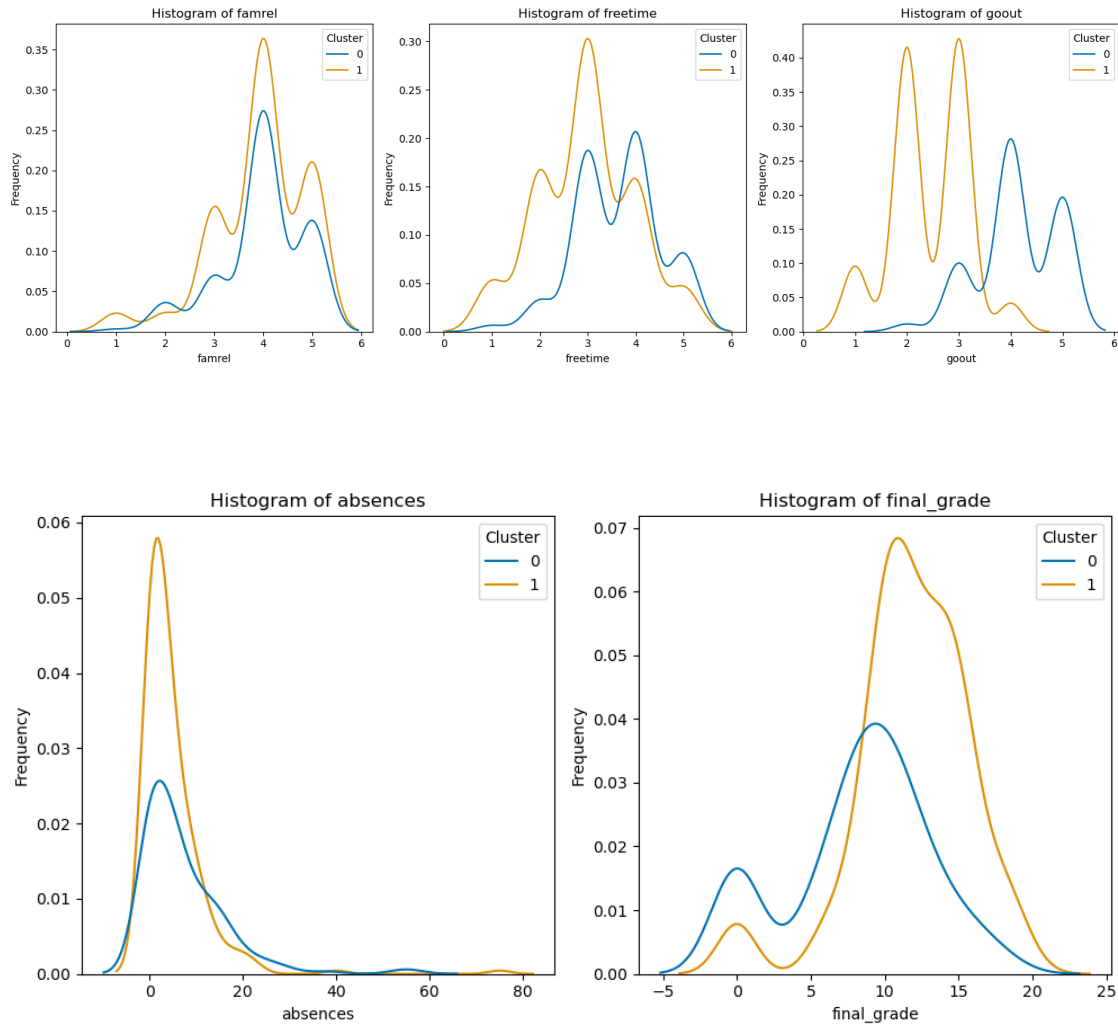 Histogram of famrel
Cluster
0
1
Frequency
0.35
0.30
0.25
0.20
0.15
0.10
0.05
0.00
0 1 2 3 4 5 6
famrel
Histogram of freetime
Cluster
0
1
Frequency
0.30
0.25
0.20
0.15
0.10
0.05
0.00
0 1 2 3 4 5 6
freetime
Histogram of goout
Cluster
0
1
Frequency
0.40
0.35
0.30
0.25
0.20
0.15
0.10
0.05
0.00
0 1 2 3 4 5 6
goout
Histogram of absences
Cluster
0
1
Frequency
0.06
0.05
0.04
0.03
0.02
0.01
0.00
0 20 40 60 80
absences
Histogram of final_grade
Cluster
0
1
Frequency
0.07
0.06
0.05
0.04
0.03
0.02
0.01
0.00
−5 0 5 10 15 20 25
final_grade